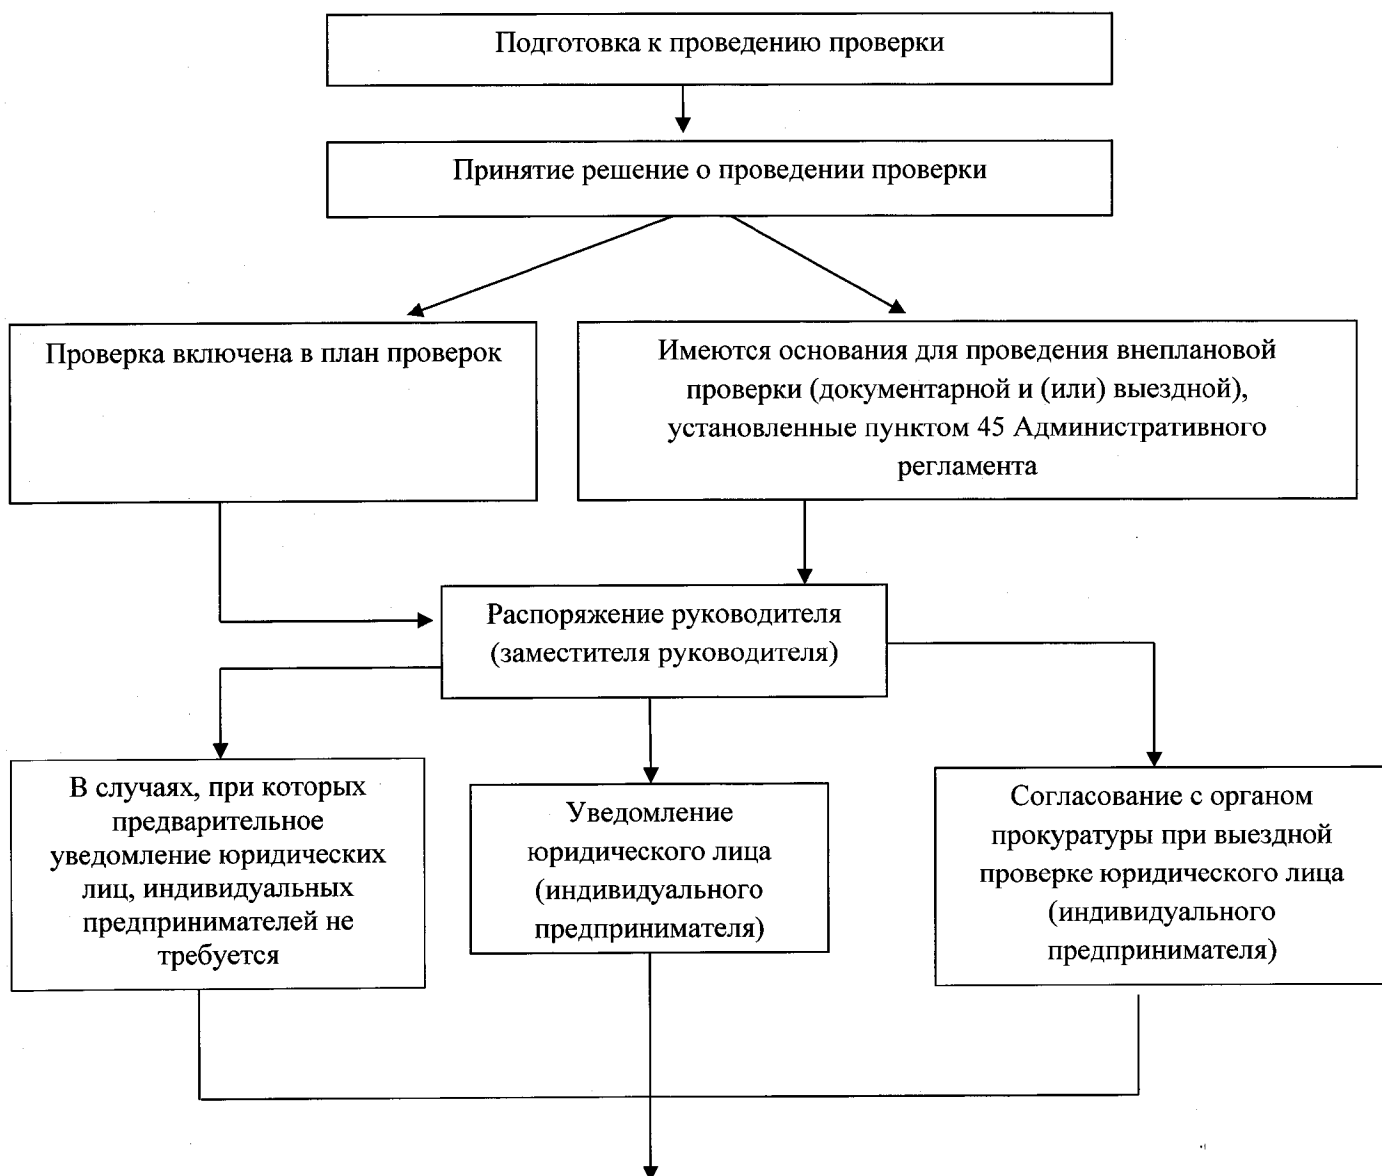 Подготовка к проведению проверки
Принятие решение о проведении проверки
Проверка включена в план проверок
Имеются основания для проведения внеплановой
проверки (документарной и (или) выездной),
установленные пунктом 45 Административного
регламента
Распоряжение руководителя
(заместителя руководителя)
В случаях, при которых
предварительное
уведомление юридических
лиц, индивидуальных
предпринимателей не
требуется
Уведомление
юридического лица
(индивидуального
предпринимателя)
Согласование с органом
прокуратуры при выездной
проверке юридического лица
(индивидуального
предпринимателя)